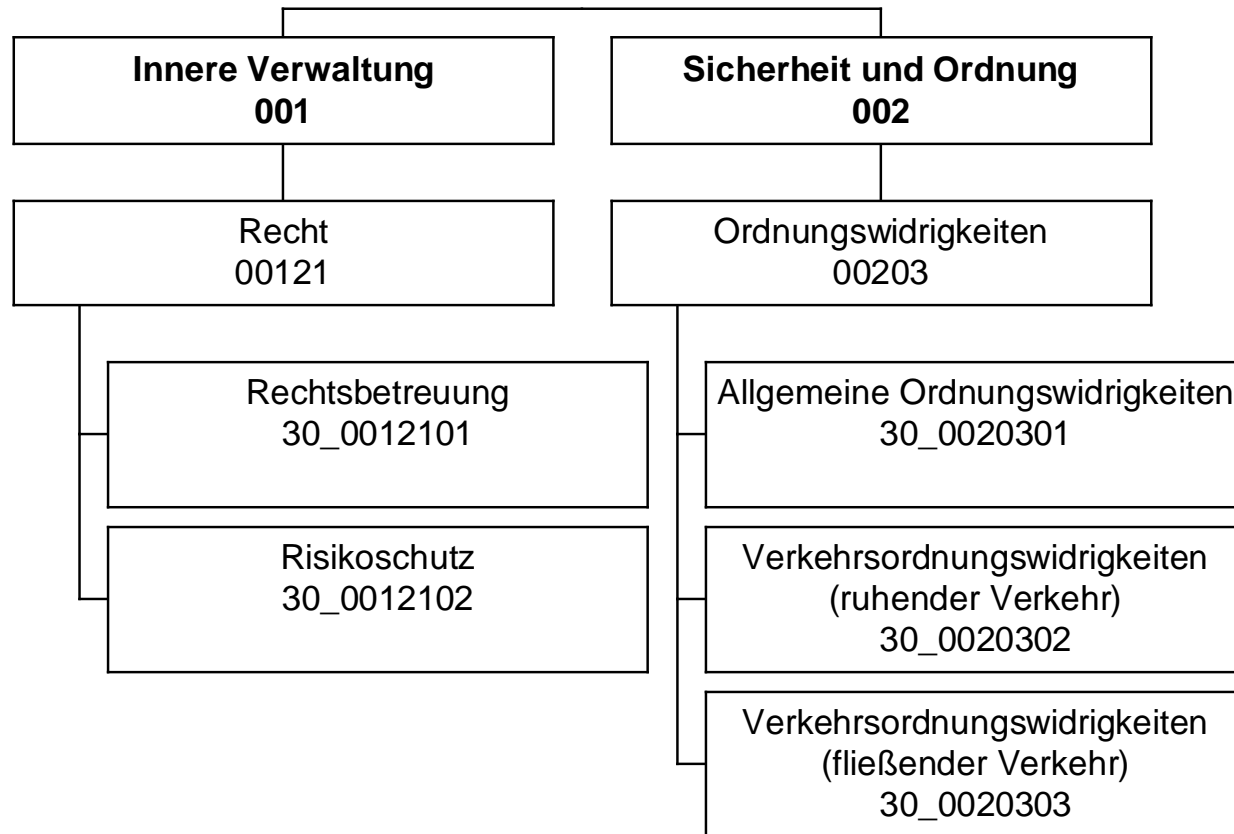 Innere Verwaltung
001
Sicherheit und Ordnung
002
Recht
00121
Ordnungswidrigkeiten
00203
Rechtsbetreuung
30_0012101
Risikoschutz
30_0012102
Allgemeine Ordnungswidrigkeiten
30_0020301
Verkehrsordnungswidrigkeiten
(ruhender Verkehr)
30_0020302
Verkehrsordnungswidrigkeiten
(fließender Verkehr)
30_0020303